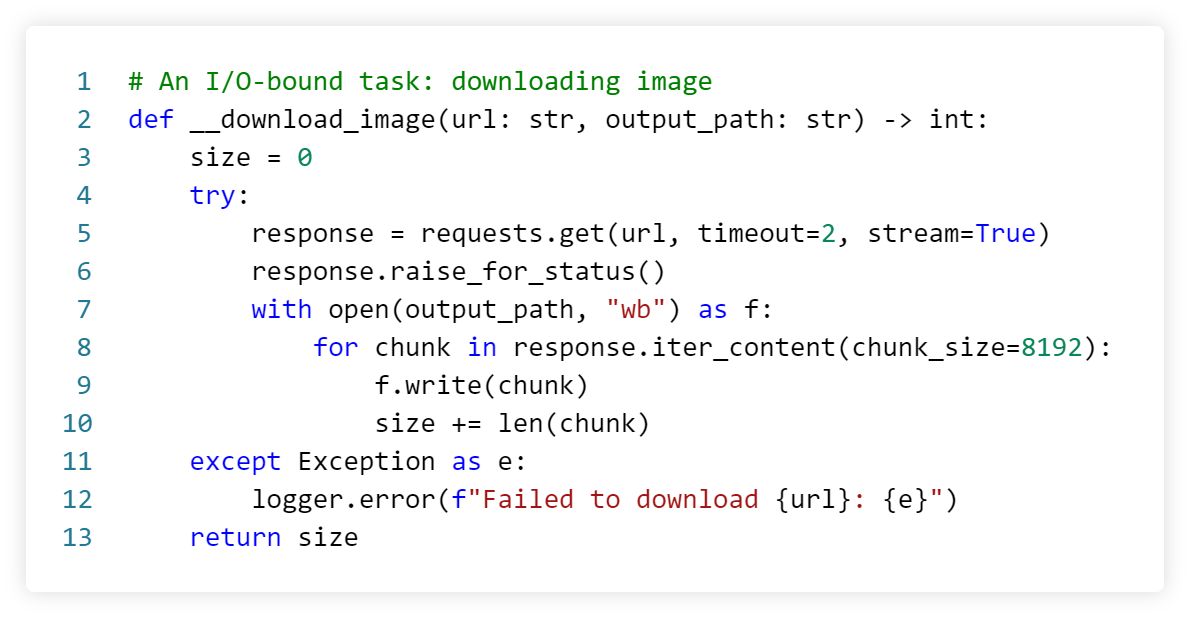 1 # An I/O-bound task: downloading image
2 def __download_image(url: str, output_path: str) -> int:
3     size = 0
4     try:
5         response = requests.get(url, timeout=2, stream=True)
6         response.raise_for_status()
7         with open(output_path, "wb") as f:
8             for chunk in response.iter_content(chunk_size=8192):
9                 f.write(chunk)
10                 size += len(chunk)
11     except Exception as e:
12         logger.error(f"Failed to download {url}: {e}")
13     return size